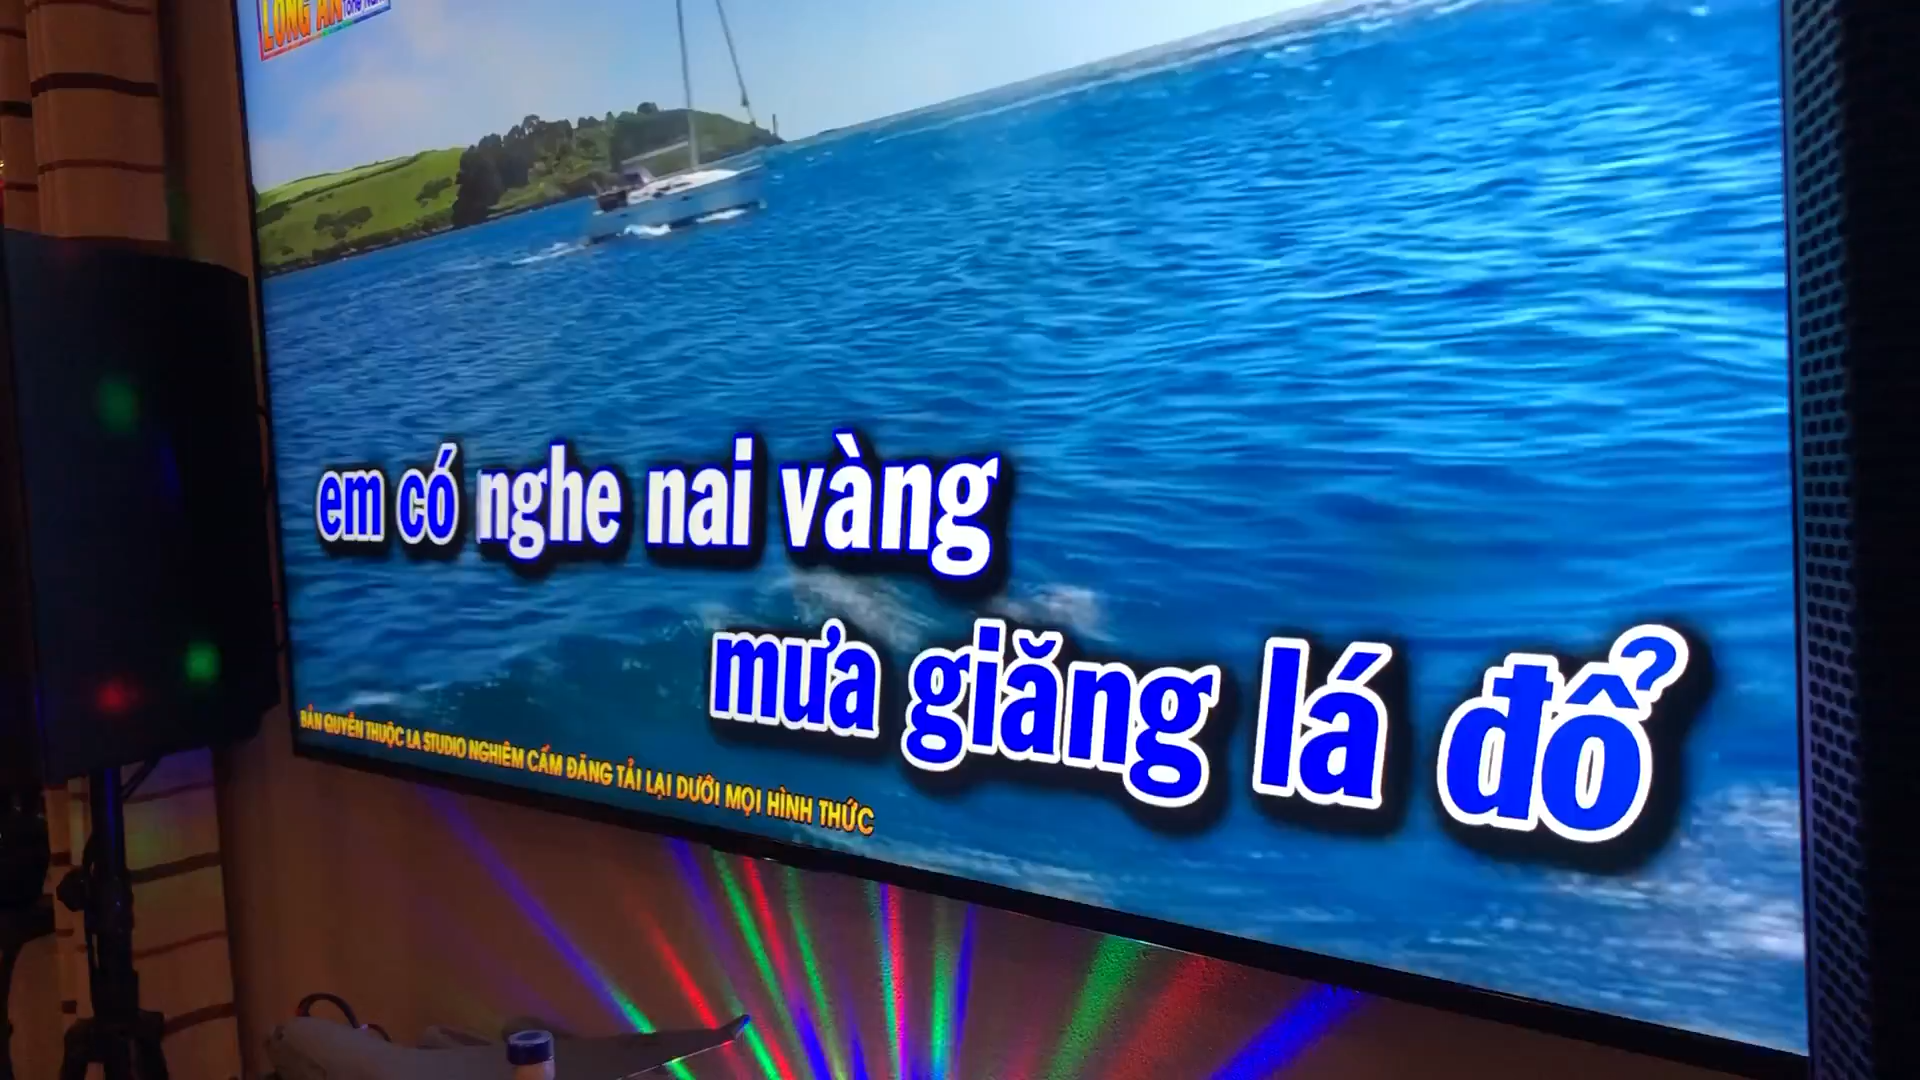 LONG ẨN
em có nghe nai vàng
mưa giăng lá đổ
BẢN QUYỀN THUỘC LA STUDIO NGHIÊM CẤM ĐĂNG TẢI LẠI DƯỚI MỌI HÌNH THỨC